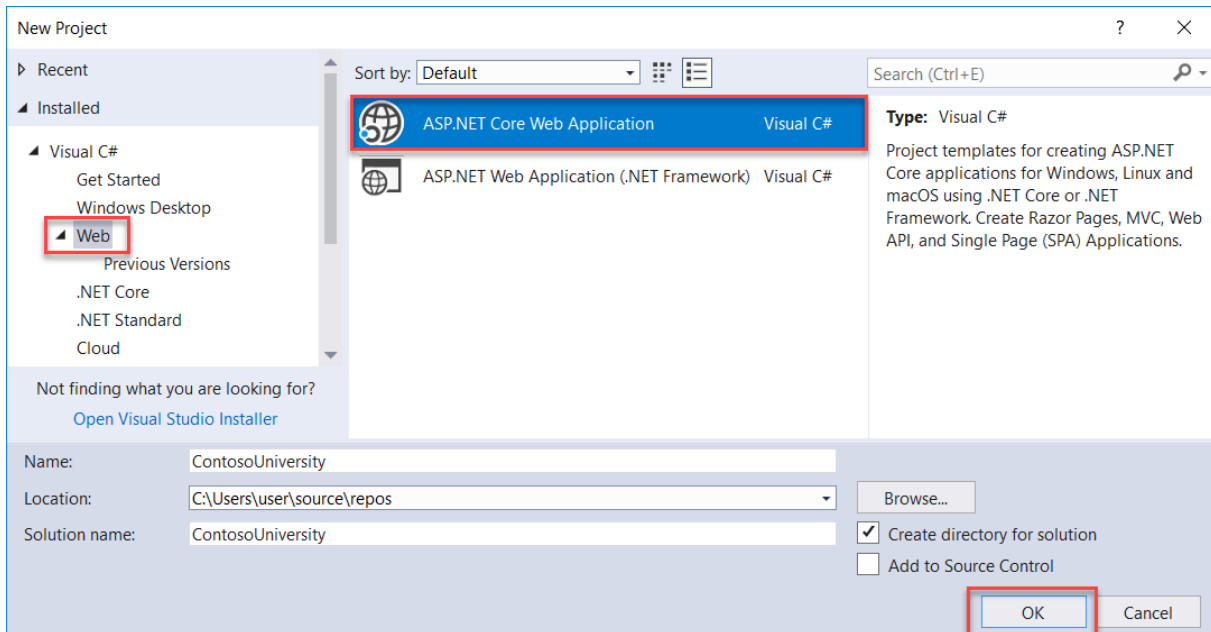 New Project
?
Recent
Installed
Visual C#
Get Started
Windows Desktop
Web
Previous Versions
.NET Core
.NET Standard
Cloud
Not finding what you are looking for?
Open Visual Studio Installer
Sort by: Default
ASP.NET Core Web Application Visual C#
ASP.NET Web Application (.NET Framework) Visual C#
Search (Ctrl+E)
Type: Visual C#
Project templates for creating ASP.NET
Core applications for Windows, Linux and
macOS using .NET Core or .NET
Framework. Create Razor Pages, MVC, Web
API, and Single Page (SPA) Applications.
Name: ContosoUniversity
Location: C:\Users\user\source\repos
Browse...
Solution name: ContosoUniversity
Create directory for solution
Add to Source Control
OK
Cancel